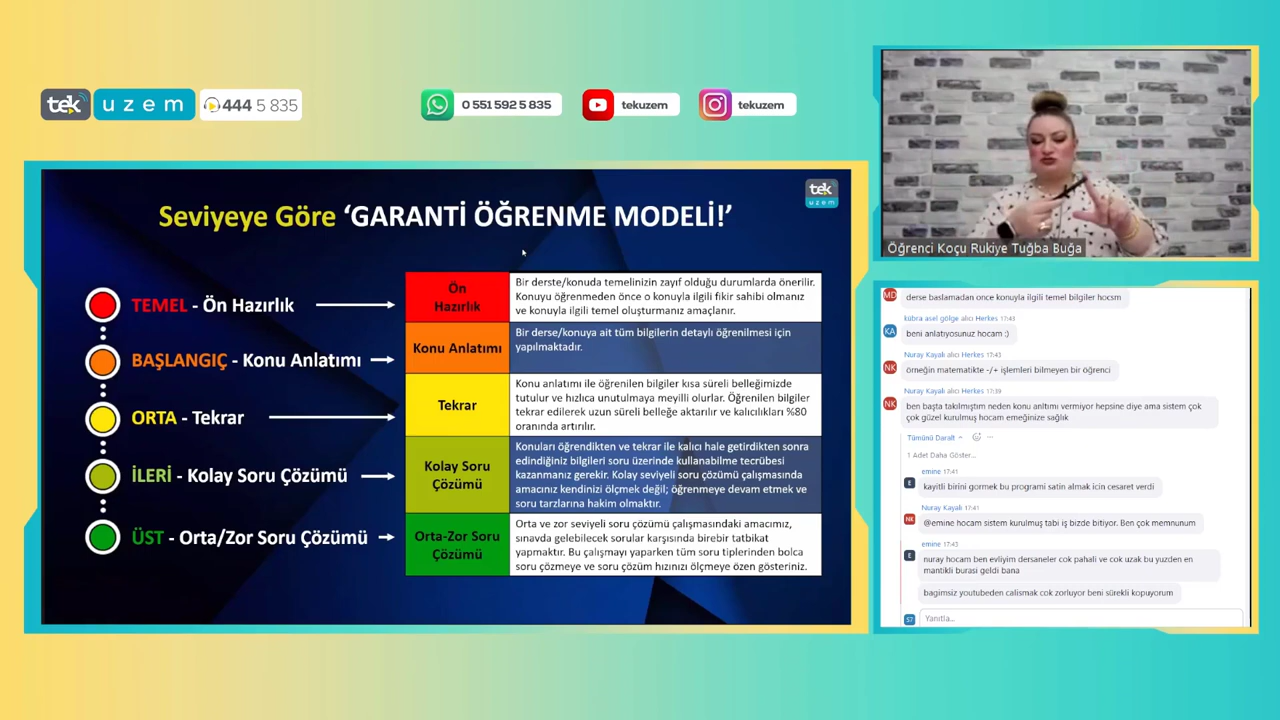 tek uzem 444 5 835
0 551 592 5 835
tekuzem
tekuzem
tek
uzem
Seviyeye Göre ‘GARANTİ ÖĞRENME MODELİ!’
TEMEL - Ön Hazırlık
BAŞLANGIÇ - Konu Anlatımı
ORTA - Tekrar
İLERİ - Kolay Soru Çözümü
ÜST - Orta/Zor Soru Çözümü
Ön
Hazırlık
Bir derste/konuda temelinizin zayıf olduğu durumlarda önerilir.
Konuyu öğrenmeden önce o konuyla ilgili fikir sahibi olmanız
ve konuyla ilgili temel oluşturmanız amaçlanır.
Konu Anlatımı
Bir derse/konuya ait tüm bilgilerin detaylı öğrenilmesi için
yapılmaktadır.
Tekrar
Konu anlatımı ile öğrenilen bilgiler kısa süreli belleğimizde
tutulur ve hızlıca unutulmaya meyilli olurlar. Öğrenilen bilgiler
tekrar edilerek uzun süreli belleğe aktarılır ve kalıcılıkları %80
oranında artırılır.
Kolay Soru
Çözümü
Konuları öğrendikten ve tekrar ile kalıcı hale getirdikten sonra
edindiğiniz bilgileri soru üzerinde kullanabilme tecrübesi
kazanmanız gerekir. Kolay seviyeli soru çözümü çalışmasında
amacınız kendinizi ölçmek değil; öğrenmeye devam etmek ve
soru tarzlarına hakim olmaktır.
Orta-Zor Soru
Çözümü
Orta ve zor seviyeli soru çözümü çalışmasındaki amacımız,
sınavda gelebilecek sorular karşısında birebir tatbikat
yapmaktır. Bu çalışmayı yaparken tüm soru tiplerinden bolca
soru çözmeye ve soru çözüm hızınızı ölçmeye özen gösteriniz.
Öğrenci Koçu Rukiye Tuğba Buğa
MD
derse baslamadan once konuyla ilgili temel bilgiler hocsm
kübra asel gölge alıcı Herkes 17:43
KA
beni anlatıyosunuz hocam :)
Nuray Kayalı alıcı Herkes 17:43
NK
örneğin matematikte -/+ işlemleri bilmeyen bir öğrenci
Nuray Kayalı alıcı Herkes 17:39
NK
ben başta takılmıştım neden konu anltımı vermiyor hepsine diye ama sistem çok
çok güzel kurulmuş hocam emeğinize sağlık
Tümünü Daralt
1 Adet Daha Göster...
emine 17:41
E
kayitli birini gormek bu programi satin almak icin cesaret verdi
Nuray Kayalı 17:41
NK
@emine hocam sistem kurulmuş tabi iş bizde bitiyor. Ben çok memnunum
emine 17:43
E
nuray hocam ben evliyim dersaneler cok pahali ve cok uzak bu yuzden en
mantikli burasi geldi bana
bagimsiz youtubeden calismak cok zorluyor beni sürekli kopuyorum
Yanıtla...